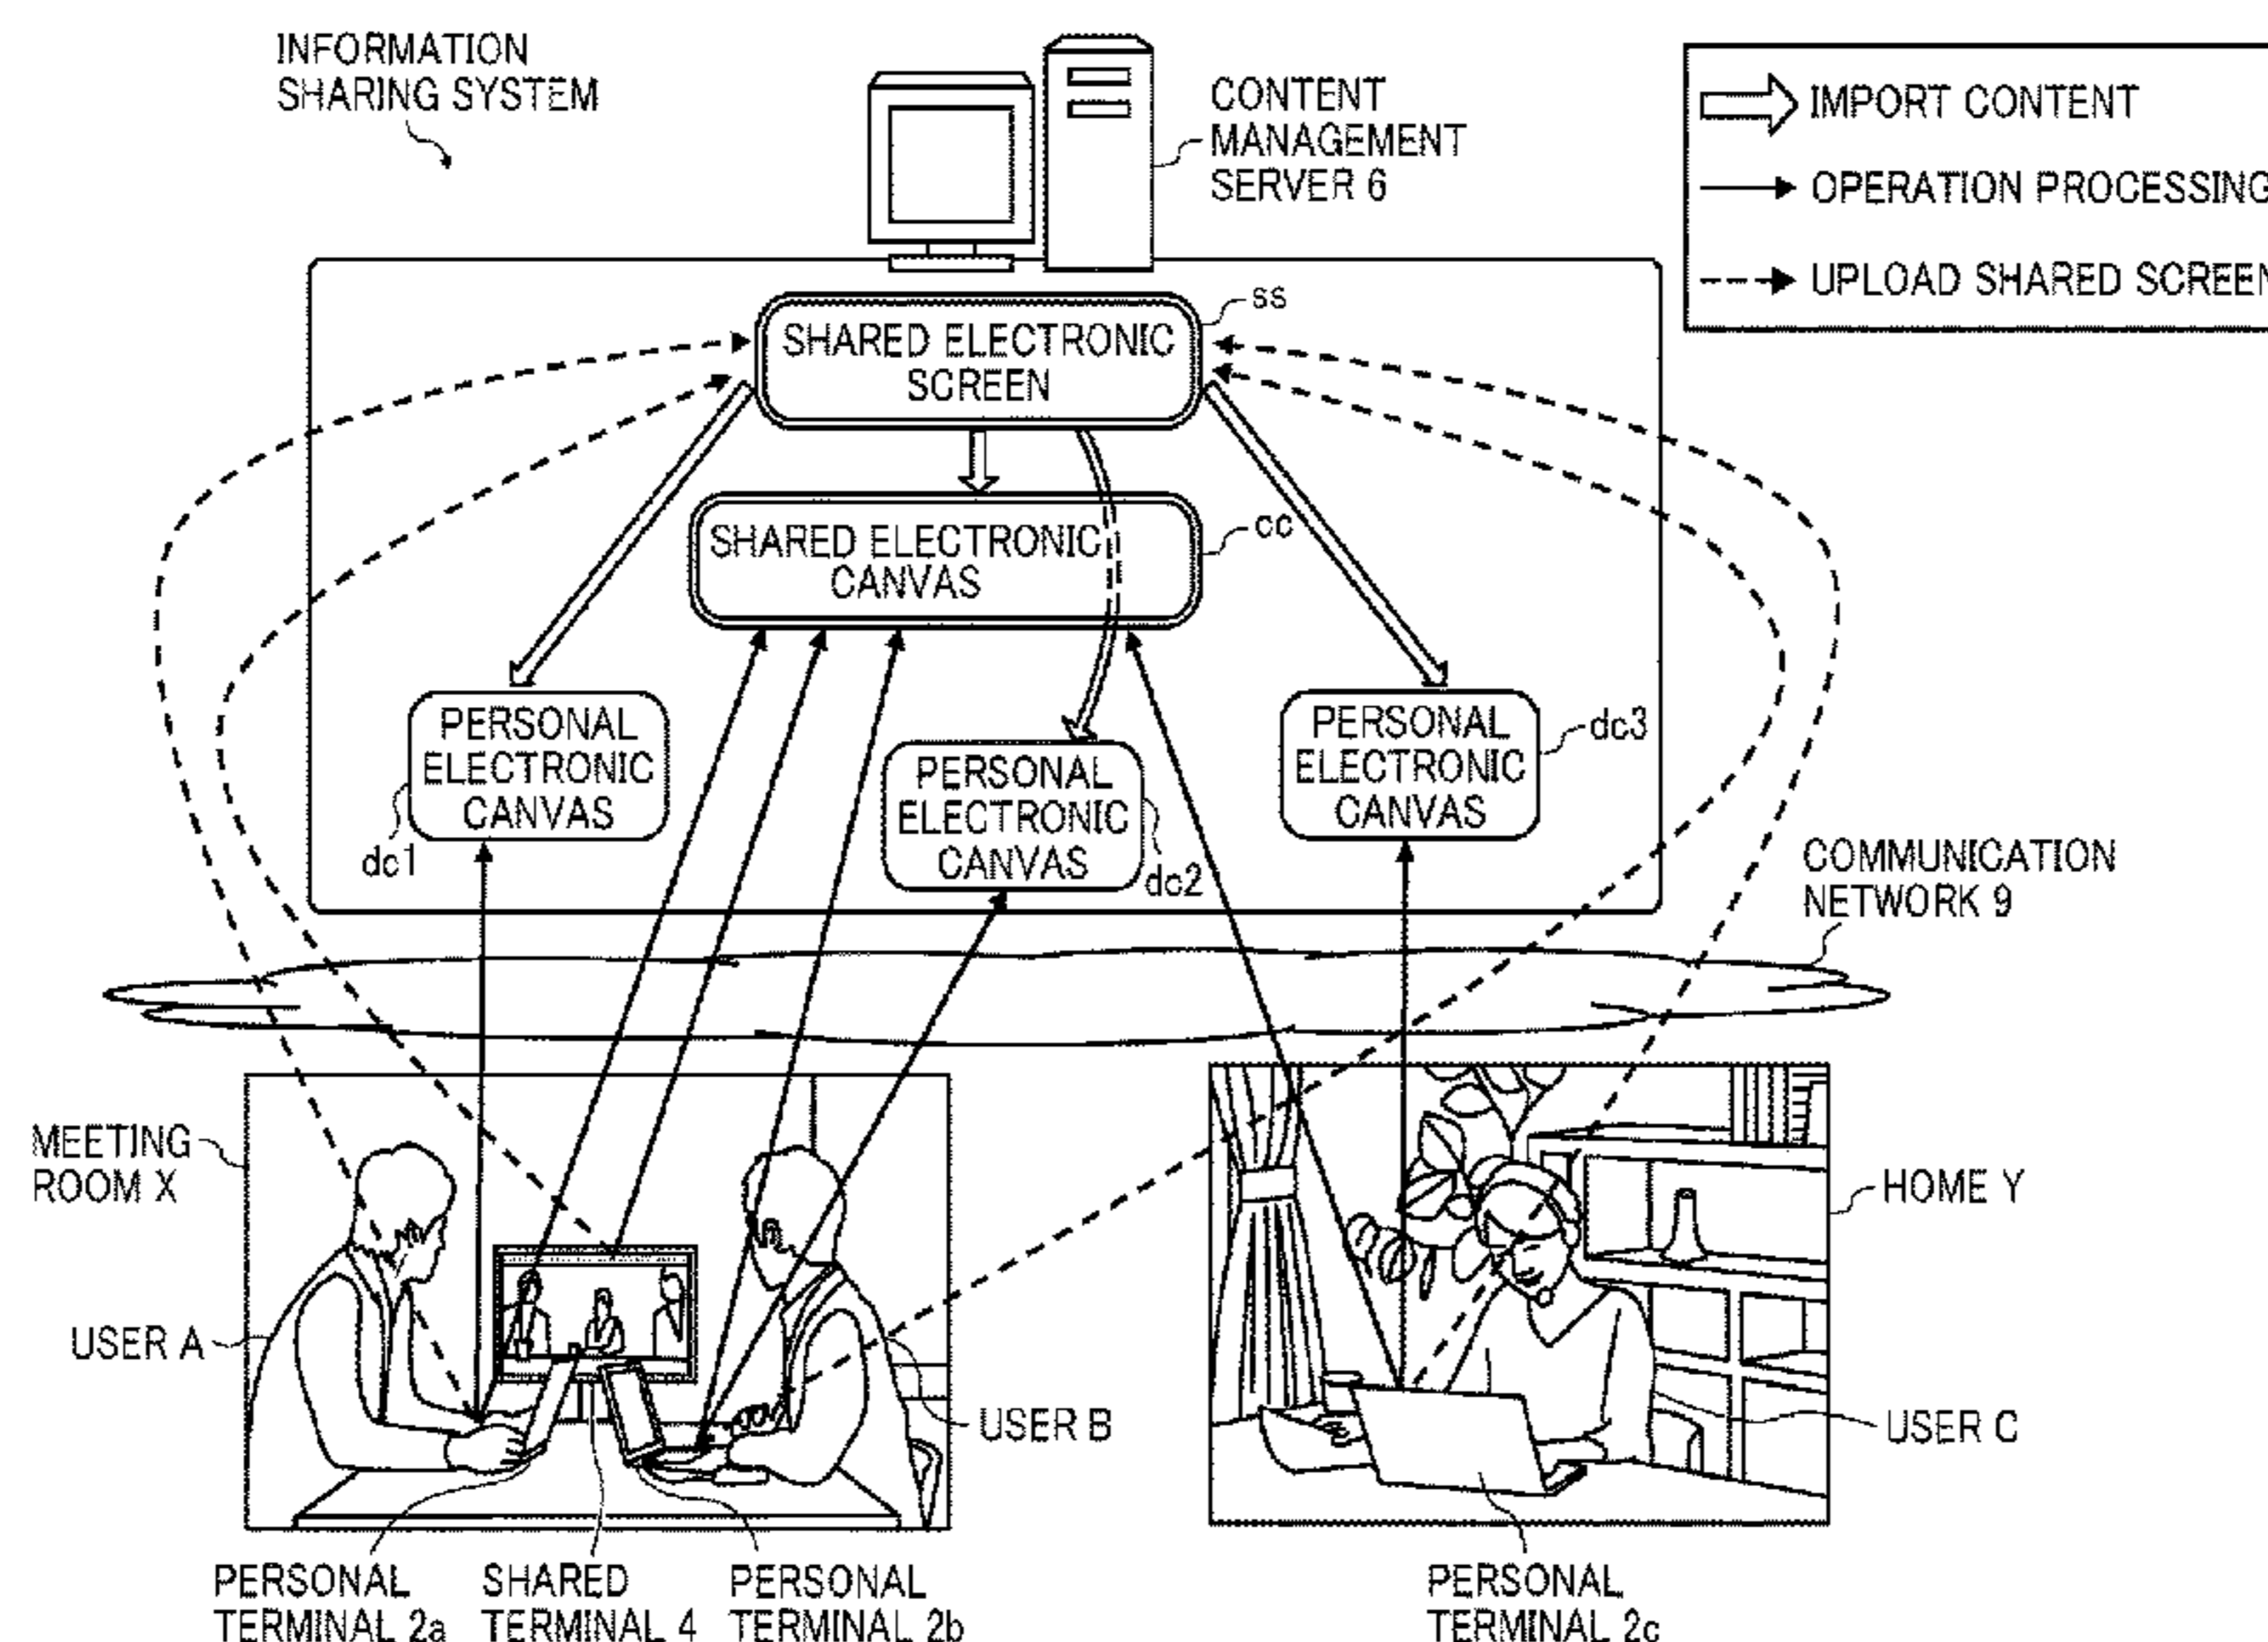 INFORMATION
SHARING SYSTEM
CONTENT
MANAGEMENT
SERVER 6
IMPORT CONTENT
OPERATION PROCESSING
UPLOAD SHARED SCREEN
ss
SHARED ELECTRONIC
SCREEN
SHARED ELECTRONIC
CANVAS
cc
PERSONAL
ELECTRONIC
CANVAS
dc1
PERSONAL
ELECTRONIC
CANVAS
dc2
PERSONAL
ELECTRONIC
CANVAS
dc3
COMMUNICATION
NETWORK 9
MEETING
ROOM X
HOME Y
USER A
USER B
USER C
PERSONAL
TERMINAL 2a
SHARED
TERMINAL 4
PERSONAL
TERMINAL 2b
PERSONAL
TERMINAL 2c